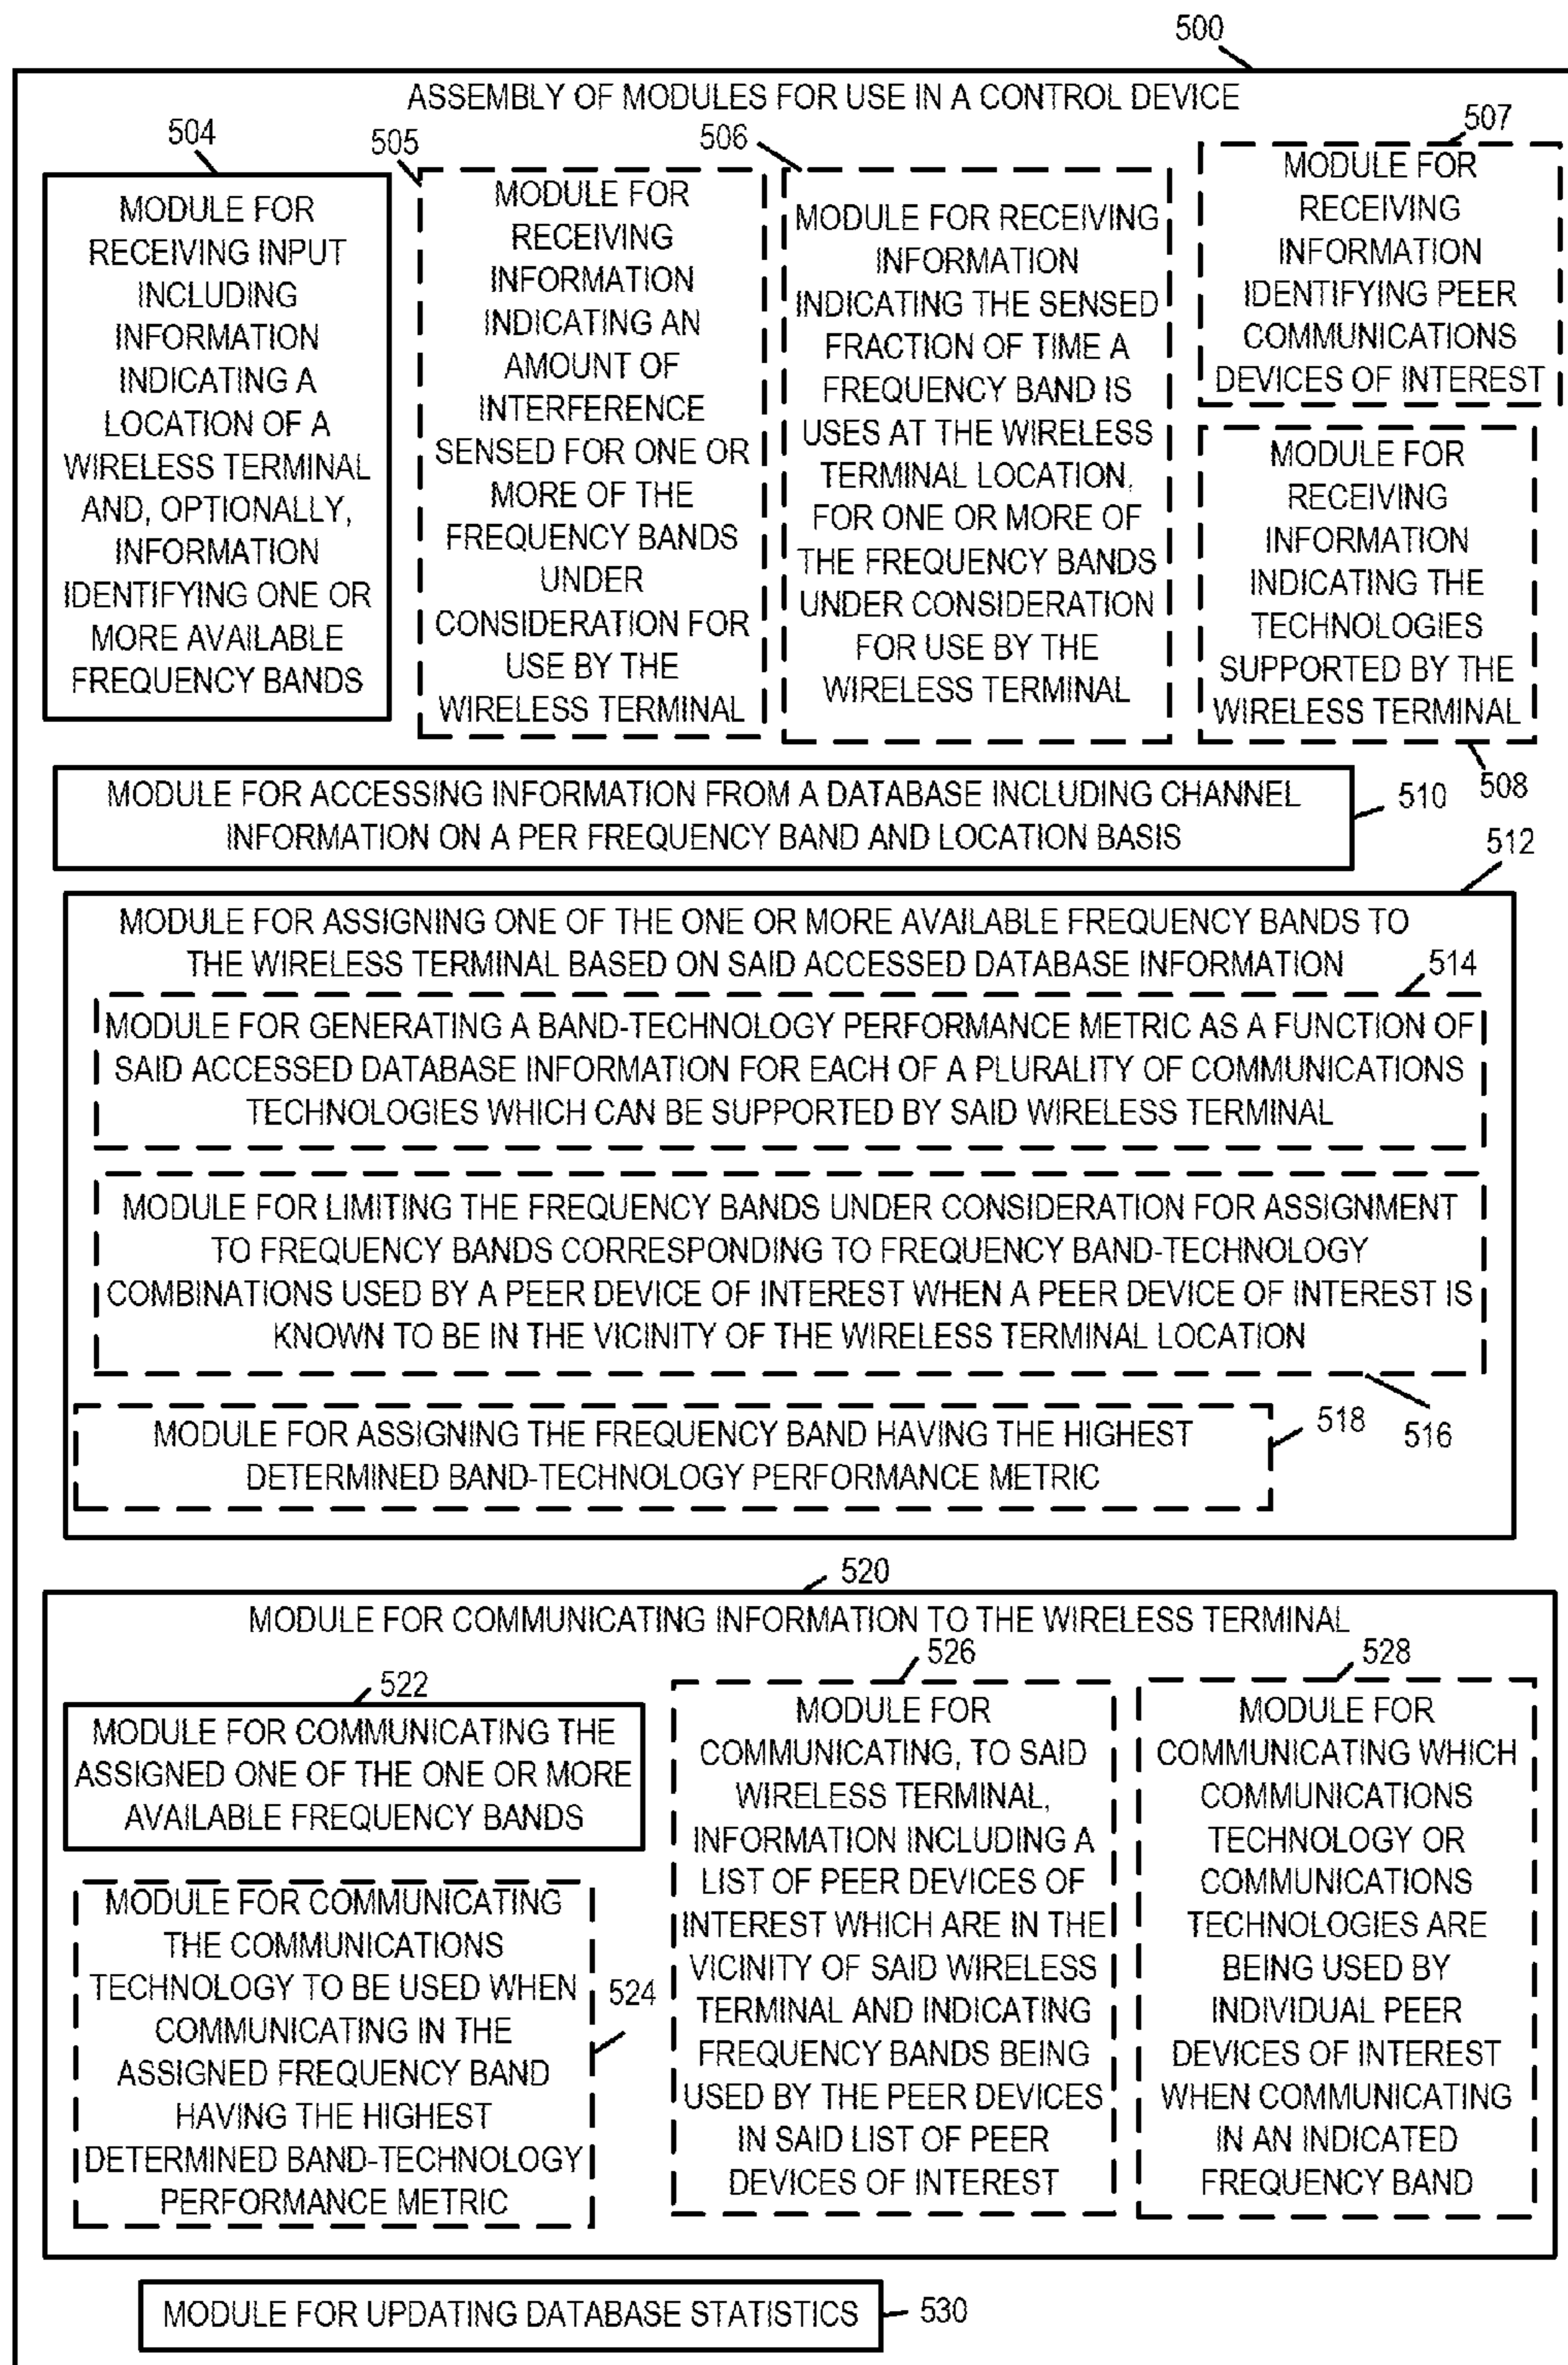 500
ASSEMBLY OF MODULES FOR USE IN A CONTROL DEVICE
504
MODULE FOR
RECEIVING INPUT
INCLUDING
INFORMATION
INDICATING A
LOCATION OF A
WIRELESS TERMINAL
AND, OPTIONALLY,
INFORMATION
IDENTIFYING ONE OR
MORE AVAILABLE
FREQUENCY BANDS
505
MODULE FOR
RECEIVING
INFORMATION
INDICATING AN
AMOUNT OF
INTERFERENCE
SENSED FOR ONE OR
MORE OF THE
FREQUENCY BANDS
UNDER
CONSIDERATION FOR
USE BY THE
WIRELESS TERMINAL
506
MODULE FOR RECEIVING
INFORMATION
INDICATING THE SENSED
FRACTION OF TIME A
FREQUENCY BAND IS
USES AT THE WIRELESS
TERMINAL LOCATION,
FOR ONE OR MORE OF
THE FREQUENCY BANDS
UNDER CONSIDERATION
FOR USE BY THE
WIRELESS TERMINAL
507
MODULE FOR
RECEIVING
INFORMATION
IDENTIFYING PEER
COMMUNICATIONS
DEVICES OF INTEREST
MODULE FOR
RECEIVING
INFORMATION
INDICATING THE
TECHNOLOGIES
SUPPORTED BY THE
WIRELESS TERMINAL
508
MODULE FOR ACCESSING INFORMATION FROM A DATABASE INCLUDING CHANNEL
INFORMATION ON A PER FREQUENCY BAND AND LOCATION BASIS
510
512
MODULE FOR ASSIGNING ONE OF THE ONE OR MORE AVAILABLE FREQUENCY BANDS TO
THE WIRELESS TERMINAL BASED ON SAID ACCESSED DATABASE INFORMATION
514
MODULE FOR GENERATING A BAND-TECHNOLOGY PERFORMANCE METRIC AS A FUNCTION OF
SAID ACCESSED DATABASE INFORMATION FOR EACH OF A PLURALITY OF COMMUNICATIONS
TECHNOLOGIES WHICH CAN BE SUPPORTED BY SAID WIRELESS TERMINAL
MODULE FOR LIMITING THE FREQUENCY BANDS UNDER CONSIDERATION FOR ASSIGNMENT
TO FREQUENCY BANDS CORRESPONDING TO FREQUENCY BAND-TECHNOLOGY
COMBINATIONS USED BY A PEER DEVICE OF INTEREST WHEN A PEER DEVICE OF INTEREST IS
KNOWN TO BE IN THE VICINITY OF THE WIRELESS TERMINAL LOCATION
516
MODULE FOR ASSIGNING THE FREQUENCY BAND HAVING THE HIGHEST
DETERMINED BAND-TECHNOLOGY PERFORMANCE METRIC
518
520
MODULE FOR COMMUNICATING INFORMATION TO THE WIRELESS TERMINAL
522
MODULE FOR COMMUNICATING THE
ASSIGNED ONE OF THE ONE OR MORE
AVAILABLE FREQUENCY BANDS
MODULE FOR COMMUNICATING
THE COMMUNICATIONS
TECHNOLOGY TO BE USED WHEN
COMMUNICATING IN THE
ASSIGNED FREQUENCY BAND
HAVING THE HIGHEST
DETERMINED BAND-TECHNOLOGY
PERFORMANCE METRIC
524
526
MODULE FOR
COMMUNICATING, TO SAID
WIRELESS TERMINAL,
INFORMATION INCLUDING A
LIST OF PEER DEVICES OF
INTEREST WHICH ARE IN THE
VICINITY OF SAID WIRELESS
TERMINAL AND INDICATING
FREQUENCY BANDS BEING
USED BY THE PEER DEVICES
IN SAID LIST OF PEER
DEVICES OF INTEREST
528
MODULE FOR
COMMUNICATING WHICH
COMMUNICATIONS
TECHNOLOGY OR
COMMUNICATIONS
TECHNOLOGIES ARE
BEING USED BY
INDIVIDUAL PEER
DEVICES OF INTEREST
WHEN COMMUNICATING
IN AN INDICATED
FREQUENCY BAND
MODULE FOR UPDATING DATABASE STATISTICS
530